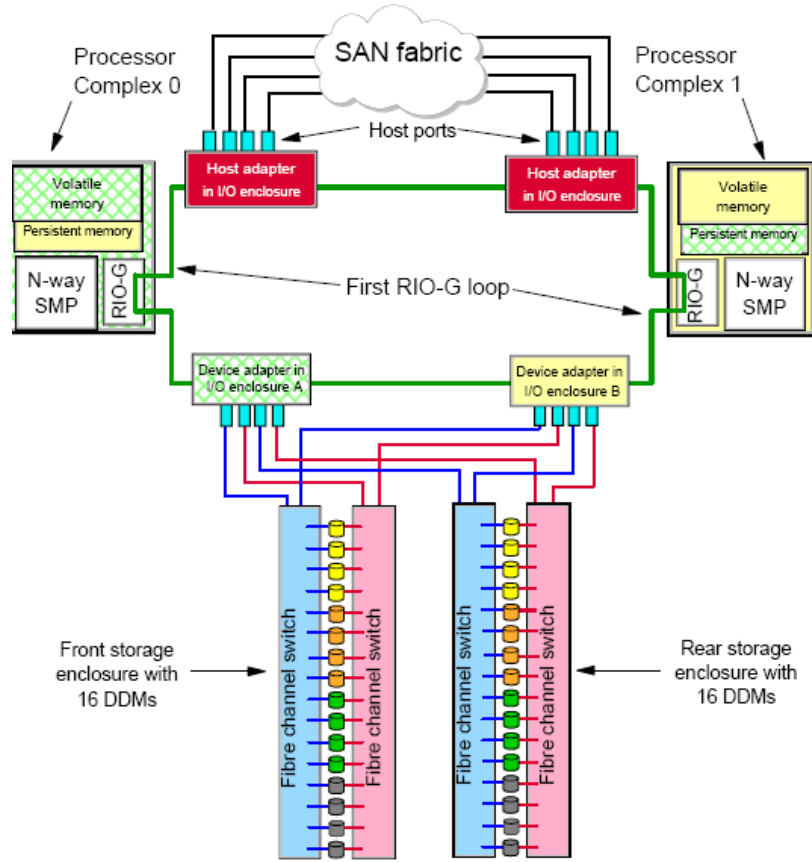 Processor
Complex 0
SAN fabric
Processor
Complex 1
Host ports
Host adapter
in I/O enclosure
Host adapter
in I/O enclosure
Volatile
memory
Persistent memory
N-way
SMP
RIO-G
Volatile
memory
Persistent memory
RIO-G
N-way
SMP
First RIO-G loop
Device adapter in
I/O enclosure A
Device adapter in
I/O enclosure B
Front storage
enclosure with
16 DDMs
Fibre channel switch
Fibre channel switch
Fibre channel switch
Fibre channel switch
Rear storage
enclosure with
16 DDMs